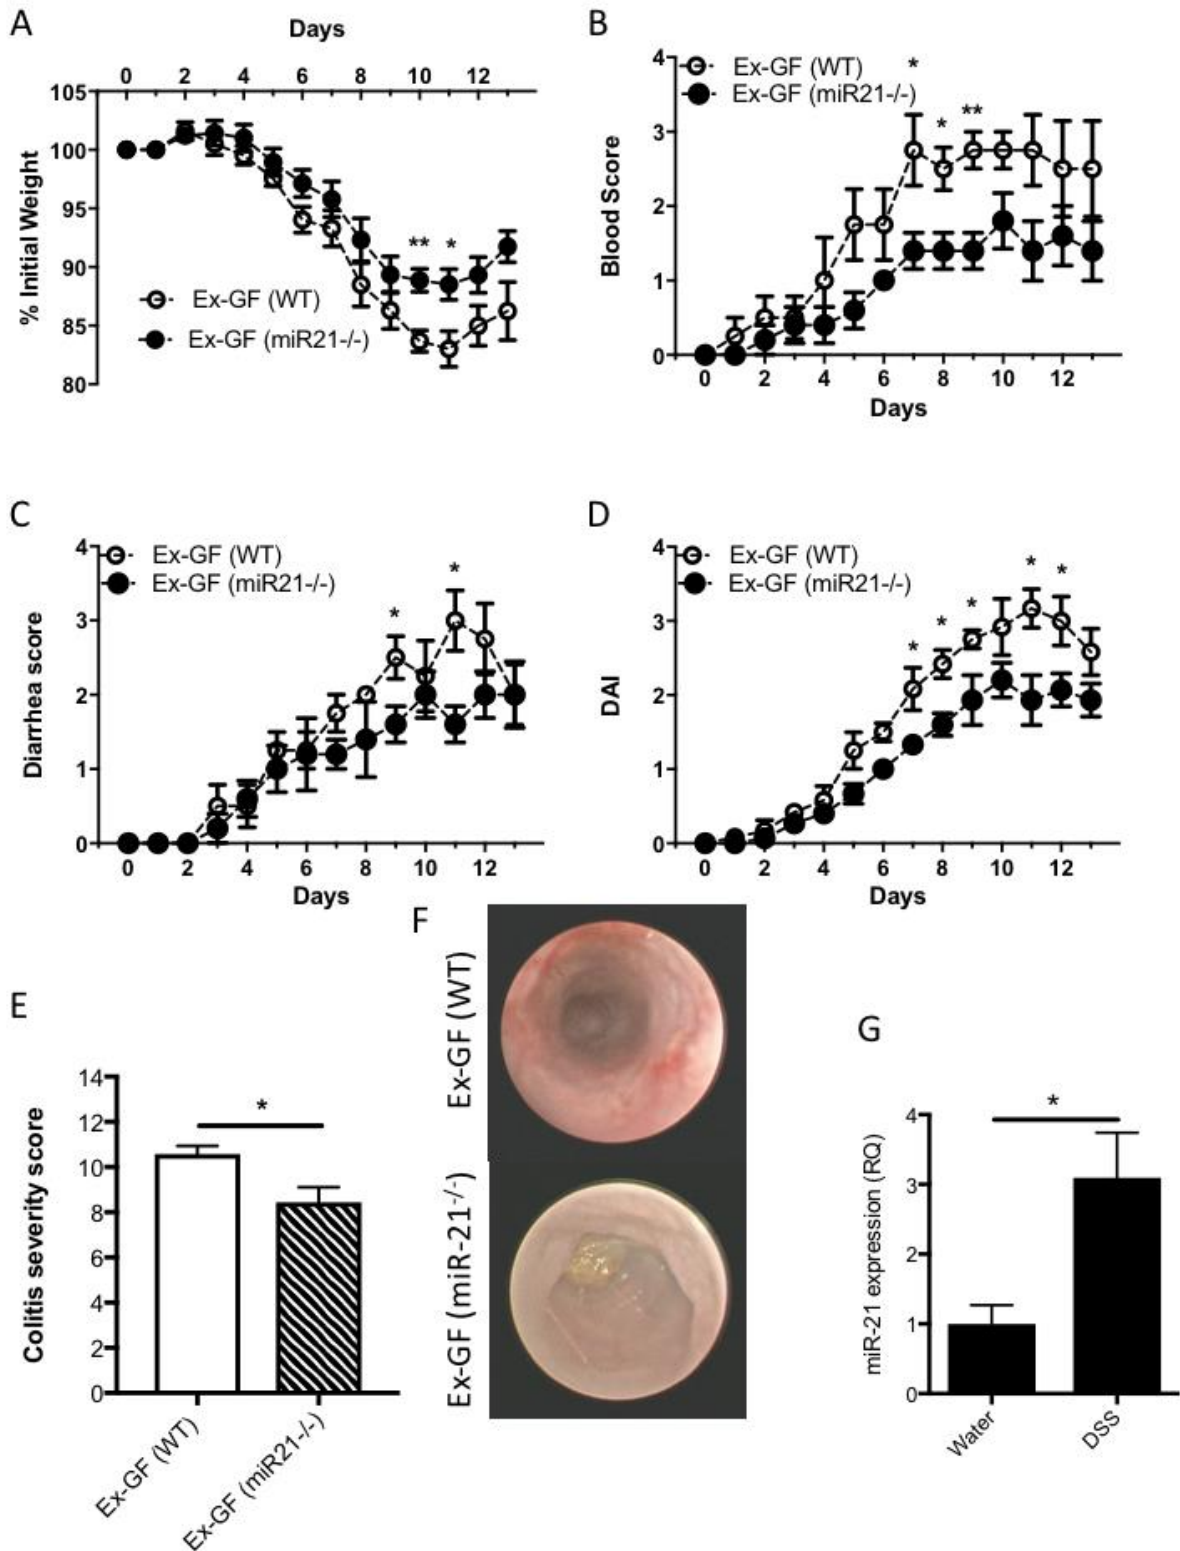 A
Days
0 2 4 6 8 10 12
105
100
95
90
85
80
% Initial Weight
** *
Ex-GF (WT)
Ex-GF (miR21-/-)
B
4
3
2
1
0
Blood Score
Ex-GF (WT)
Ex-GF (miR21-/-)
* * **
0 2 4 6 8 10 12
Days
C
4
3
2
1
0
Diarrhea score
Ex-GF (WT)
Ex-GF (miR21-/-)
* *
0 2 4 6 8 10 12
Days
D
4
3
2
1
0
DAI
Ex-GF (WT)
Ex-GF (miR21-/-)
* * * * *
0 2 4 6 8 10 12
Days
E
14
12
10
8
6
4
2
0
Colitis severity score
*
Ex-GF (WT)
Ex-GF (miR21-/-)
F
Ex-GF (WT)
Ex-GF (miR-21-/-)
G
4
3
2
1
0
miR-21 expression (RQ)
*
Water
DSS